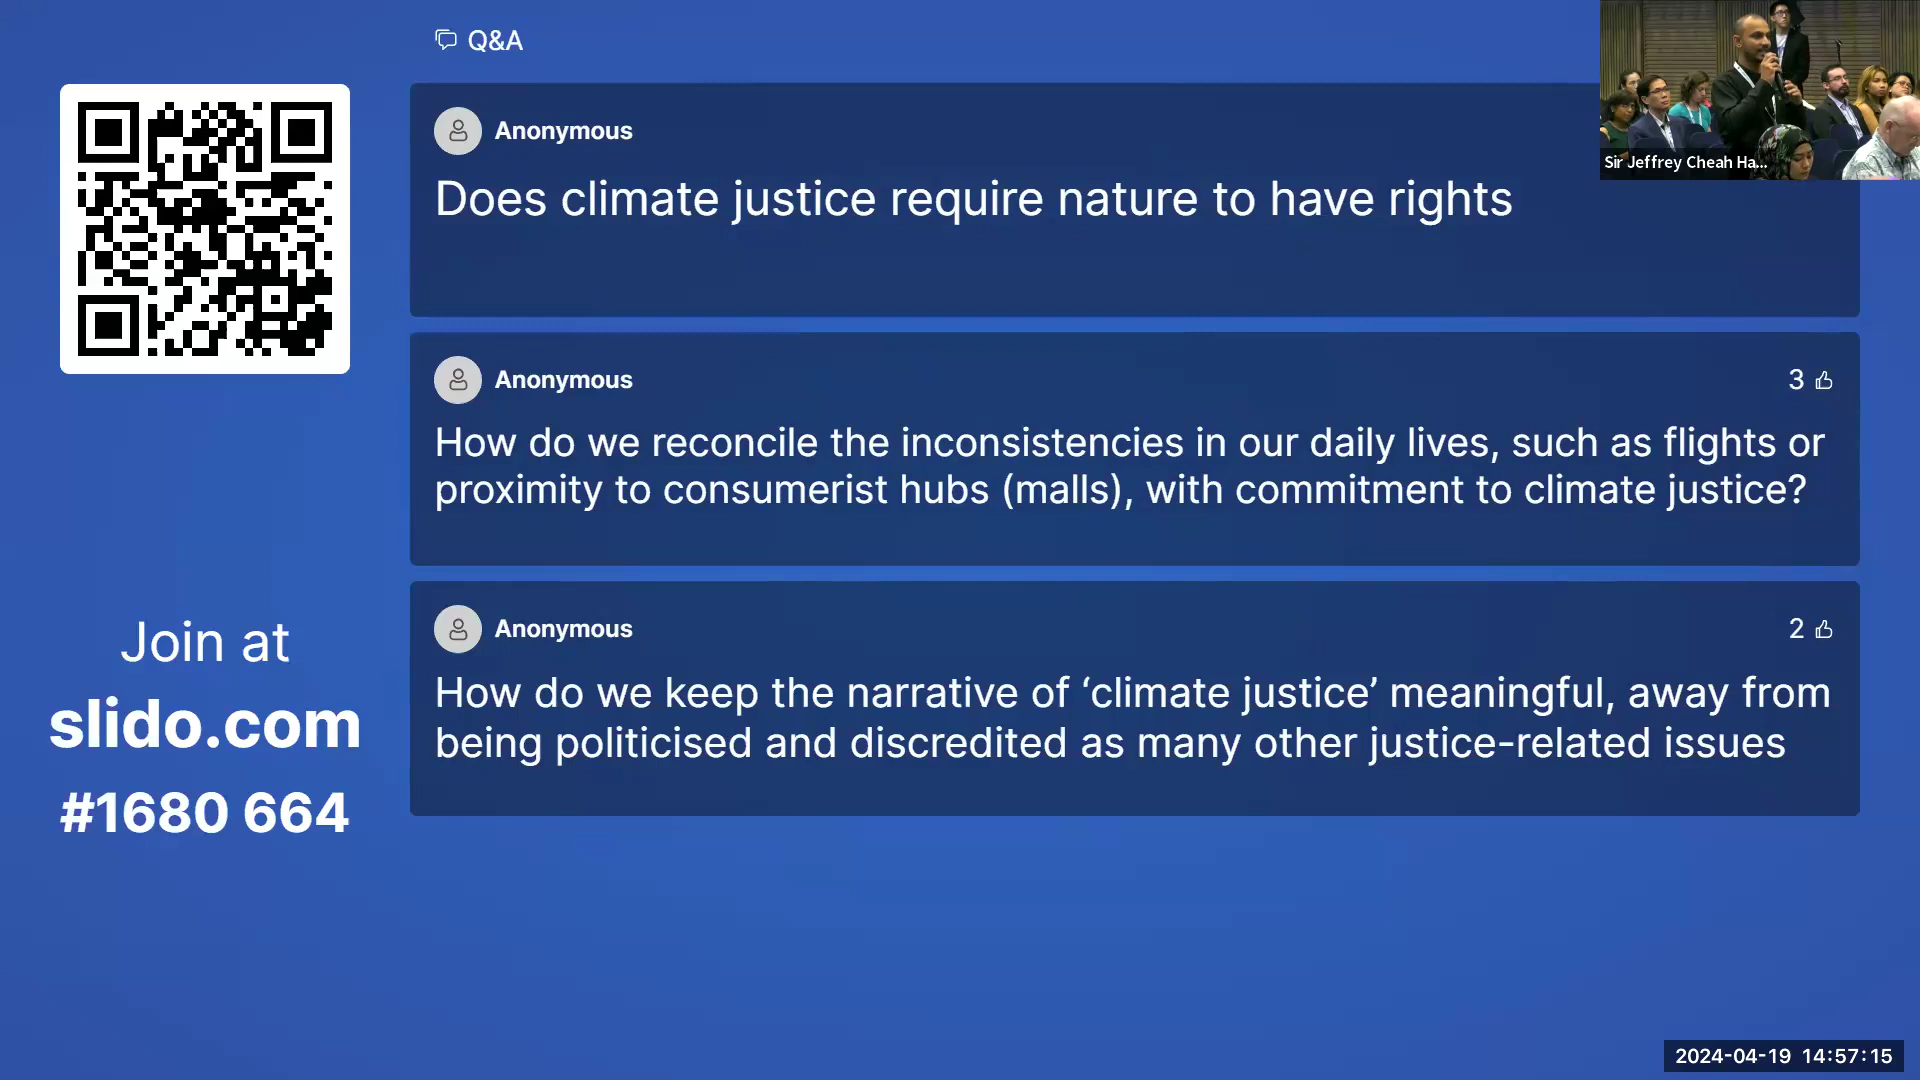 Q&A
Anonymous
Does climate justice require nature to have rights
Anonymous
3
How do we reconcile the inconsistencies in our daily lives, such as flights or
proximity to consumerist hubs (malls), with commitment to climate justice?
Anonymous
2
How do we keep the narrative of ‘climate justice’ meaningful, away from
being politicised and discredited as many other justice-related issues
Join at
slido.com
#1680 664
Sir Jeffrey Cheah Ha...
2024-04-19 14:57:15